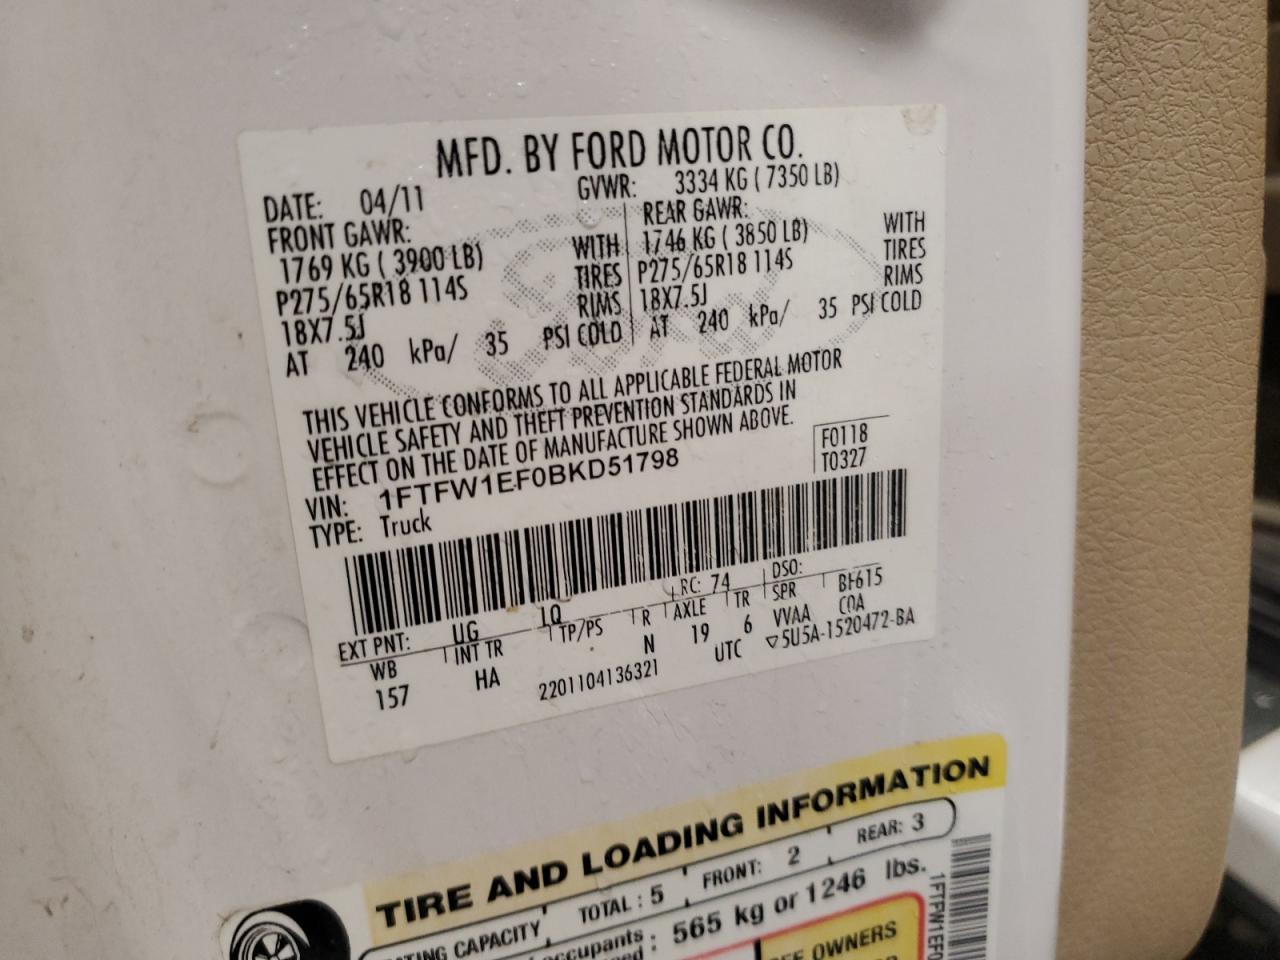 MFD. BY FORD MOTOR CO.
DATE: 04/11 GVWR: 3334 KG ( 7350 LB)
FRONT GAWR: REAR GAWR:
1769 KG ( 3900 LB) WITH 1746 KG ( 3850 LB) WITH
P275/65R18 114S TIRES P275/65R18 114S TIRES
18X7.5J RIMS 18X7.5J RIMS
AT 240 kPa/ 35 PSI COLD AT 240 kPa/ 35 PSI COLD
THIS VEHICLE CONFORMS TO ALL APPLICABLE FEDERAL MOTOR
VEHICLE SAFETY AND THEFT PREVENTION STANDARDS IN
EFFECT ON THE DATE OF MANUFACTURE SHOWN ABOVE.
VIN: 1FTFW1EF0BKD51798 F0118
TYPE: Truck T0327
EXT PNT: UG 1Q RC: 74 DSO: BF615
WB INT TR TP/PS R AXLE TR SPR COA
157 HA N 19 6 VVAA
2201104136321 UTC ▽5U5A-1520472-BA
TIRE AND LOADING INFORMATION
TOTAL : 5 FRONT: 2 REAR: 3
CAPACITY
565 kg or 1246 lbs.
OWNERS